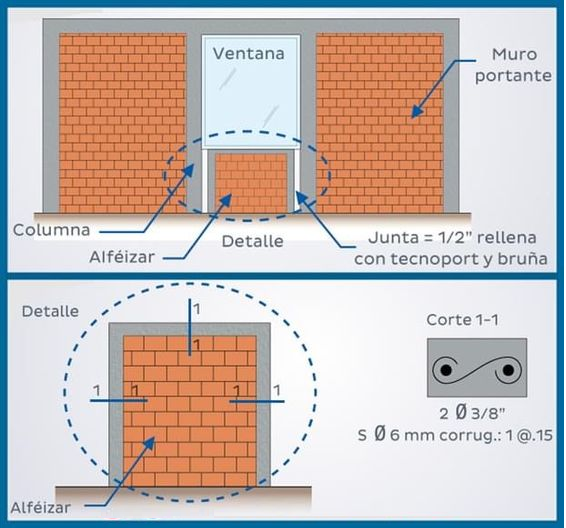 Ventana
Muro
portante
Columna
Alféizar
Detalle
Junta = 1/2" rellena
con tecnoport y bruña
Detalle
1
1
1 1
1 1
Alféizar
Corte 1-1
2 Ø 3/8"
S Ø 6 mm corrug.: 1 @.15